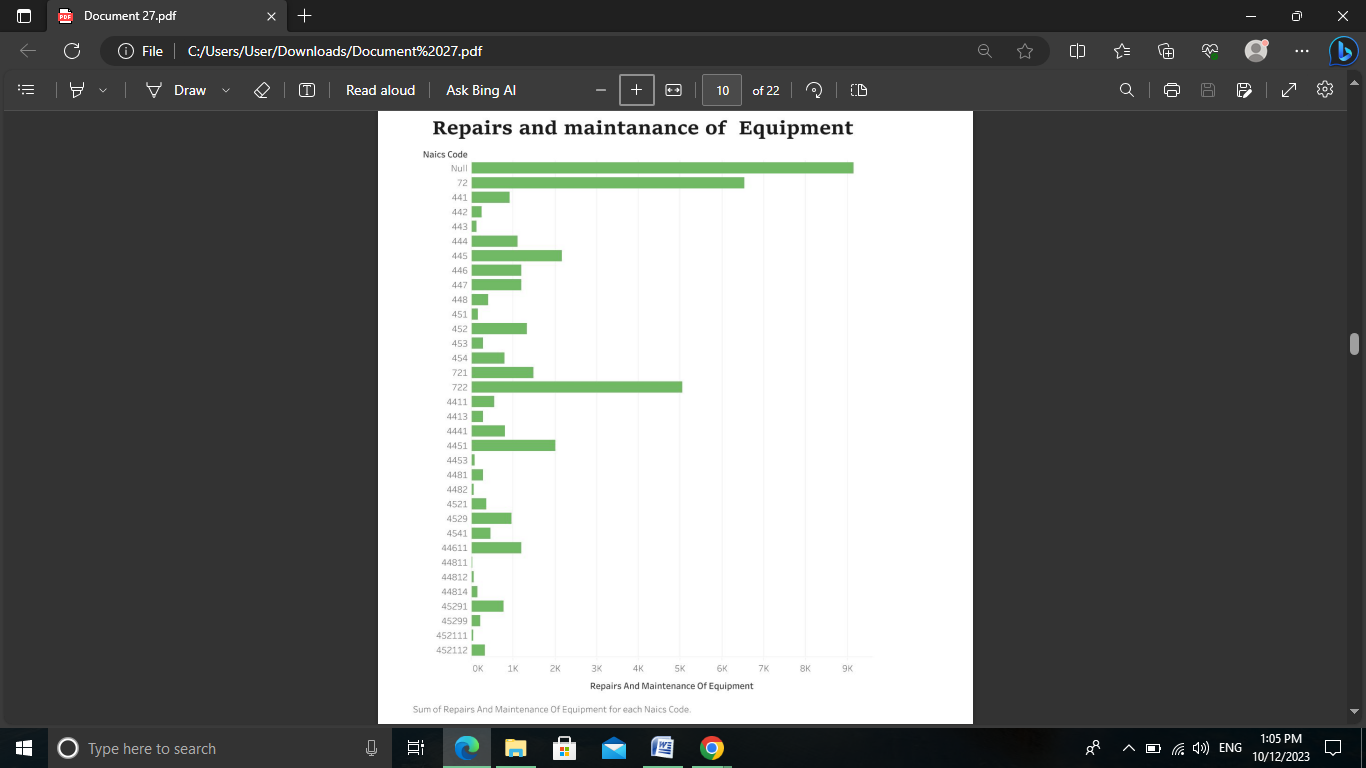 Document 27.pdf
File
C:/Users/User/Downloads/Document%2027.pdf
Draw
Read aloud
Ask Bing AI
10
of 22
Repairs and maintanance of Equipment
Naics Code
Null
72
441
442
443
444
445
446
447
448
451
452
453
454
721
722
4411
4413
4441
4451
4453
4481
4482
4521
4529
4541
44611
44811
44812
44814
45291
45299
452111
452112
0K 1K 2K 3K 4K 5K 6K 7K 8K 9K
Repairs And Maintenance Of Equipment
Sum of Repairs And Maintenance Of Equipment for each Naics Code.
Type here to search
ENG
1:05 PM
10/12/2023